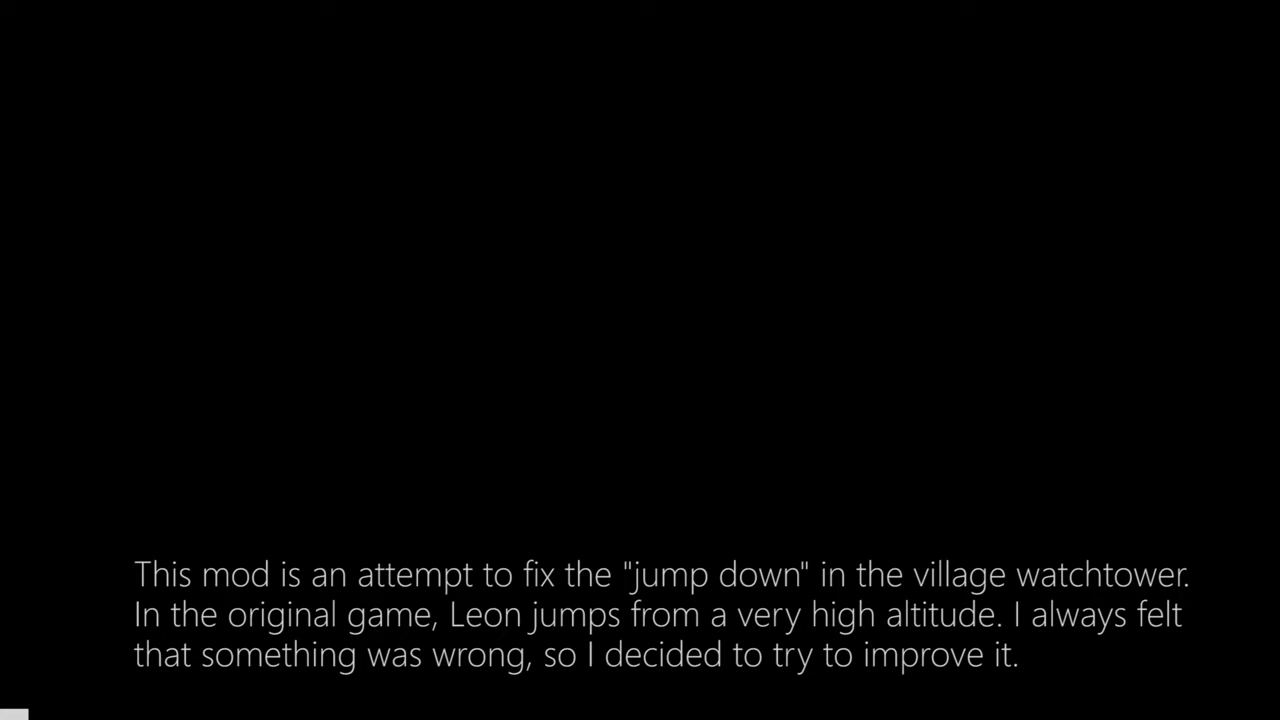 This mod is an attempt to fix the "jump down" in the village watchtower.
In the original game, Leon jumps from a very high altitude. I always felt
that something was wrong, so I decided to try to improve it.